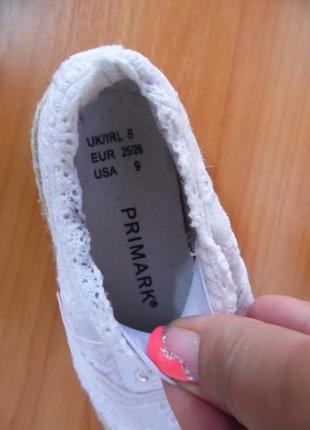 UK/IRL 8
EUR 25/26
USA 9
PRIMARK®